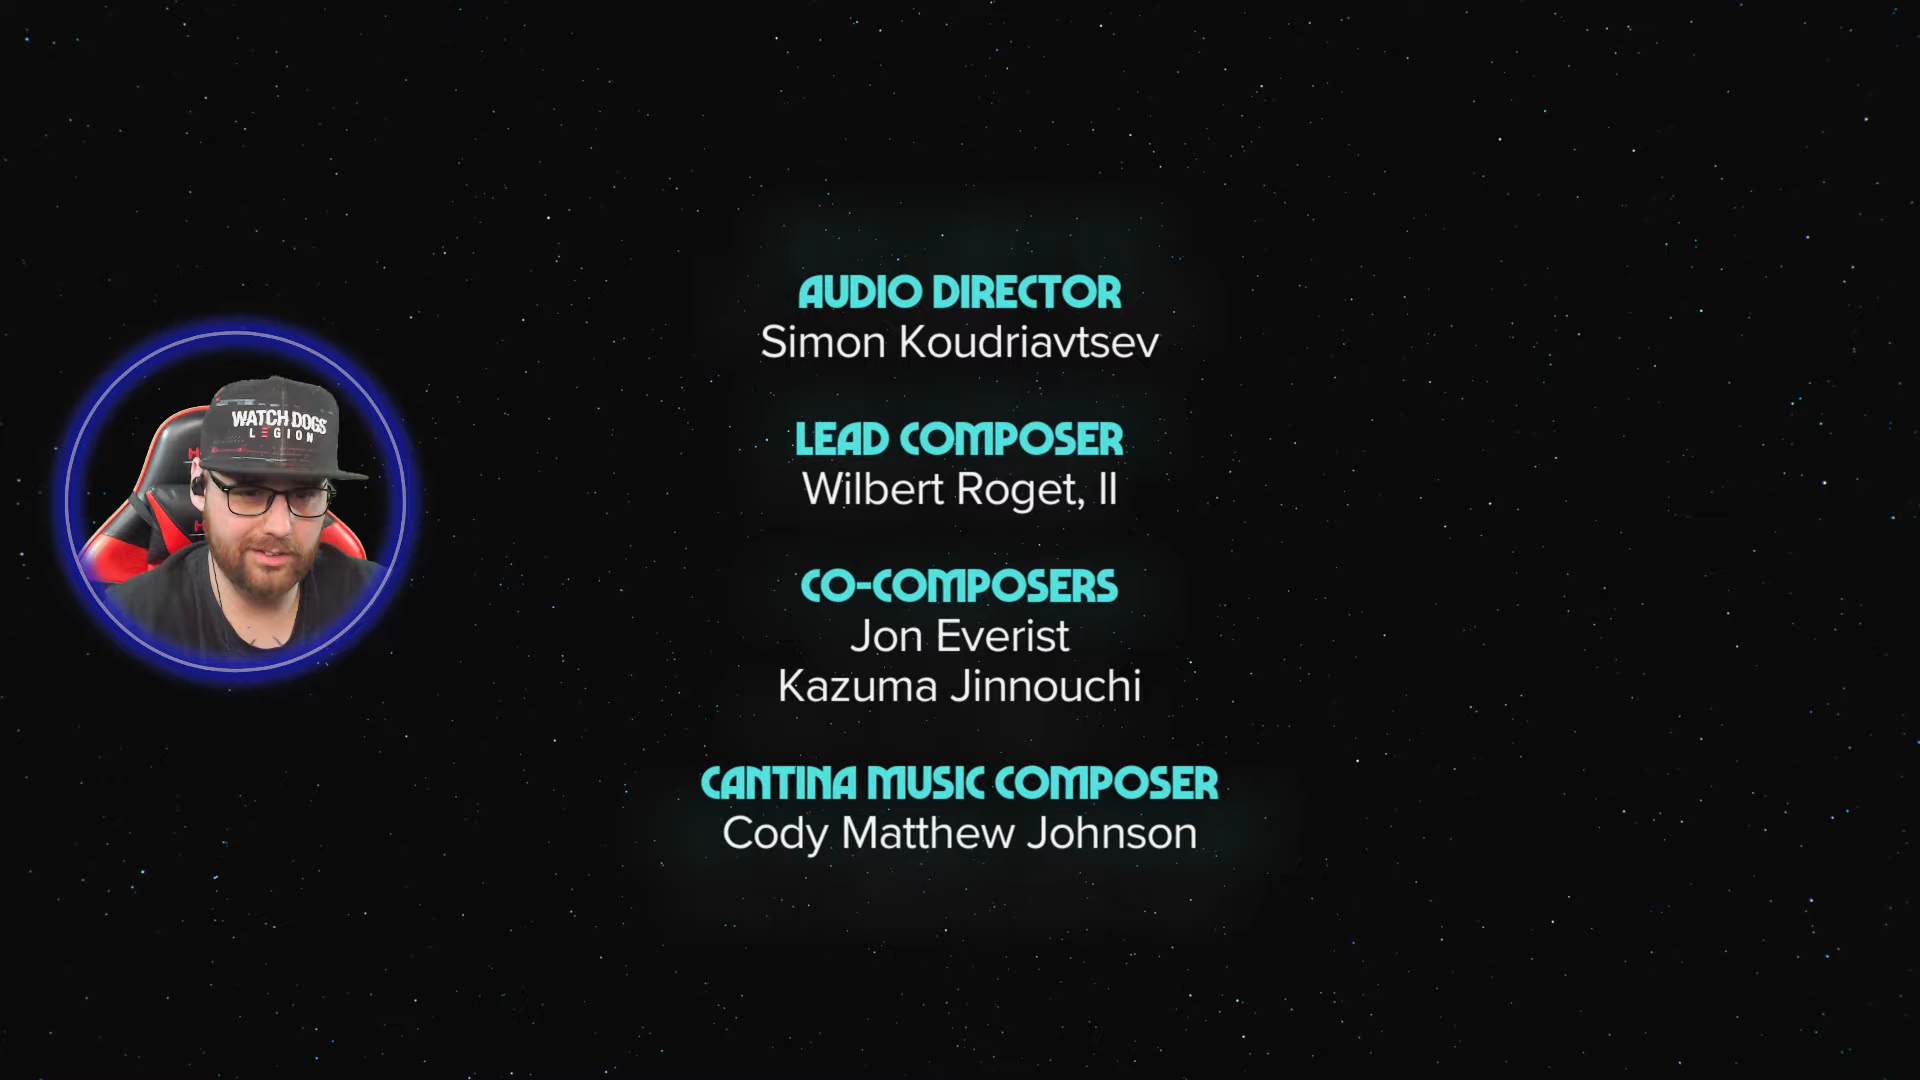 WATCH DOGS
LEGION
AUDIO DIRECTOR
Simon Koudriavtsev
LEAD COMPOSER
Wilbert Roget, II
CO-COMPOSERS
Jon Everist
Kazuma Jinnouchi
CANTINA MUSIC COMPOSER
Cody Matthew Johnson